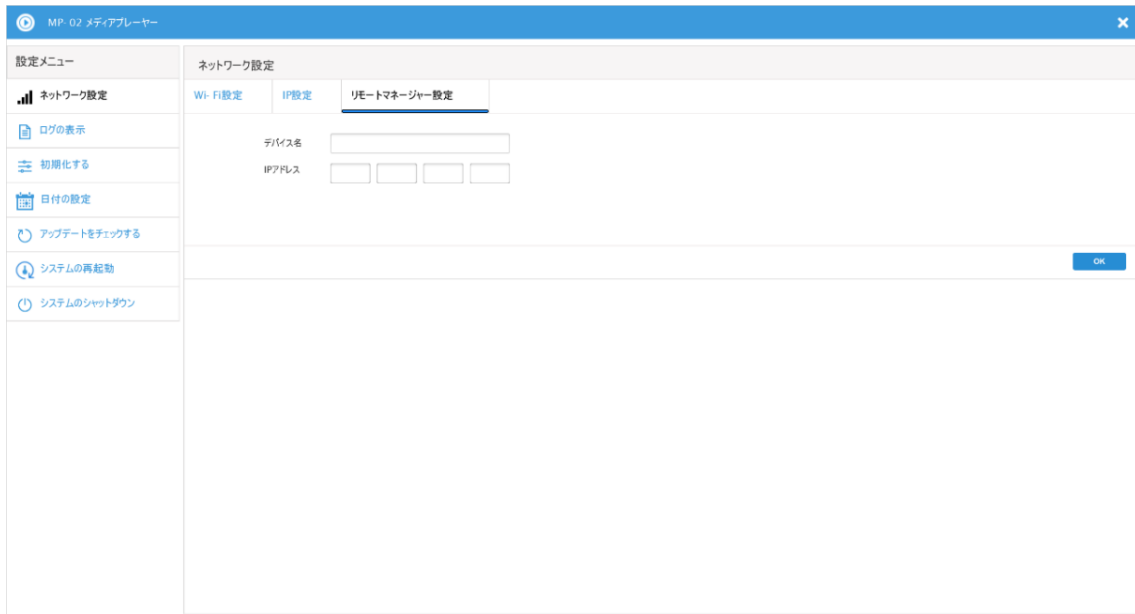 MP- 02 メディアプレーヤー
設定メニュー
ネットワーク設定
ログの表示
初期化する
日付の設定
アップデートをチェックする
システムの再起動
システムのシャットダウン
ネットワーク設定
Wi- Fi設定 IP設定 リモートマネージャー設定
デバイス名
IPアドレス
OK